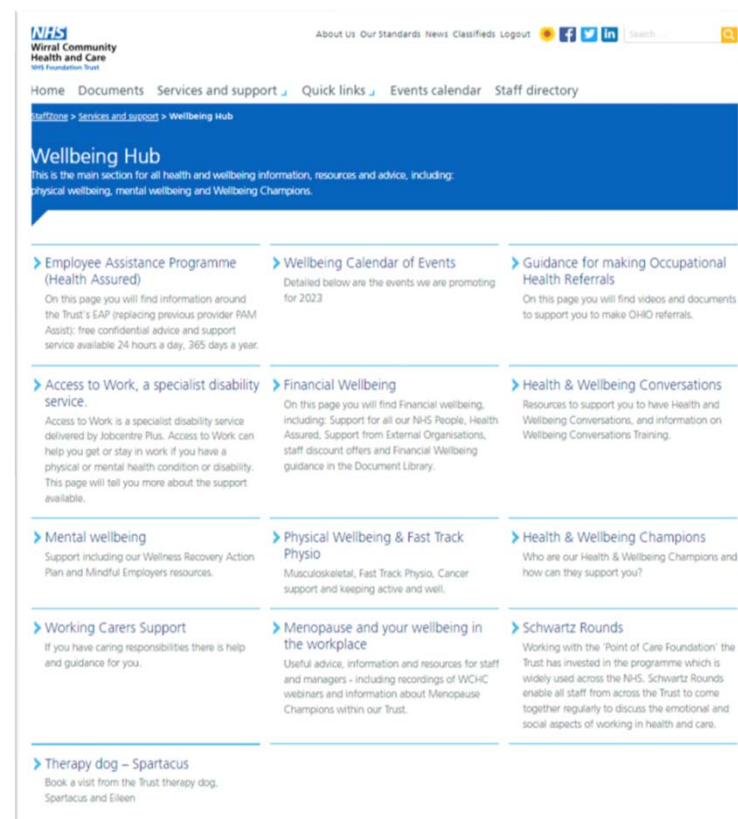 NHS
Wirral Community
Health and Care
NHS Foundation Trust
About Us Our Standards News Classifieds Logout
Search ...
Home Documents Services and support Quick links Events calendar Staff directory
StaffZone > Services and support > Wellbeing Hub
Wellbeing Hub
This is the main section for all health and wellbeing information, resources and advice, including:
physical wellbeing, mental wellbeing and Wellbeing Champions.
Employee Assistance Programme
(Health Assured)
On this page you will find information around
the Trust's EAP (replacing previous provider PAM
Assist): free confidential advice and support
service available 24 hours a day, 365 days a year.
Wellbeing Calendar of Events
Detailed below are the events we are promoting
for 2023
Guidance for making Occupational
Health Referrals
On this page you will find videos and documents
to support you to make OHIO referrals.
Access to Work, a specialist disability
service.
Access to Work is a specialist disability service
delivered by Jobcentre Plus. Access to Work can
help you get or stay in work if you have a
physical or mental health condition or disability.
This page will tell you more about the support
available.
Financial Wellbeing
On this page you will find Financial wellbeing,
including: Support for all our NHS People, Health
Assured, Support from External Organisations,
staff discount offers and Financial Wellbeing
guidance in the Document Library.
Health & Wellbeing Conversations
Resources to support you to have Health and
Wellbeing Conversations, and information on
Wellbeing Conversations Training.
Mental wellbeing
Support including our Wellness Recovery Action
Plan and Mindful Employers resources.
Physical Wellbeing & Fast Track
Physio
Musculoskeletal, Fast Track Physio, Cancer
support and keeping active and well.
Health & Wellbeing Champions
Who are our Health & Wellbeing Champions and
how can they support you?
Working Carers Support
If you have caring responsibilities there is help
and guidance for you.
Menopause and your wellbeing in
the workplace
Useful advice, information and resources for staff
and managers - including recordings of WCHC
webinars and information about Menopause
Champions within our Trust.
Schwartz Rounds
Working with the 'Point of Care Foundation' the
Trust has invested in the programme which is
widely used across the NHS. Schwartz Rounds
enable all staff from across the Trust to come
together regularly to discuss the emotional and
social aspects of working in health and care.
Therapy dog – Spartacus
Book a visit from the Trust therapy dog,
Spartacus and Eileen